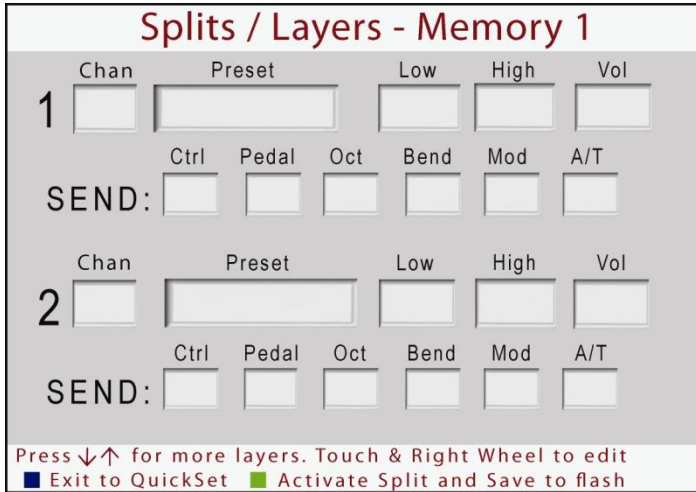 Splits / Layers - Memory 1
Chan Preset Low High Vol
1
Ctrl Pedal Oct Bend Mod A/T
SEND:
Chan Preset Low High Vol
2
Ctrl Pedal Oct Bend Mod A/T
SEND:
Press ↓↑ for more layers. Touch & Right Wheel to edit
Exit to QuickSet Activate Split and Save to flash